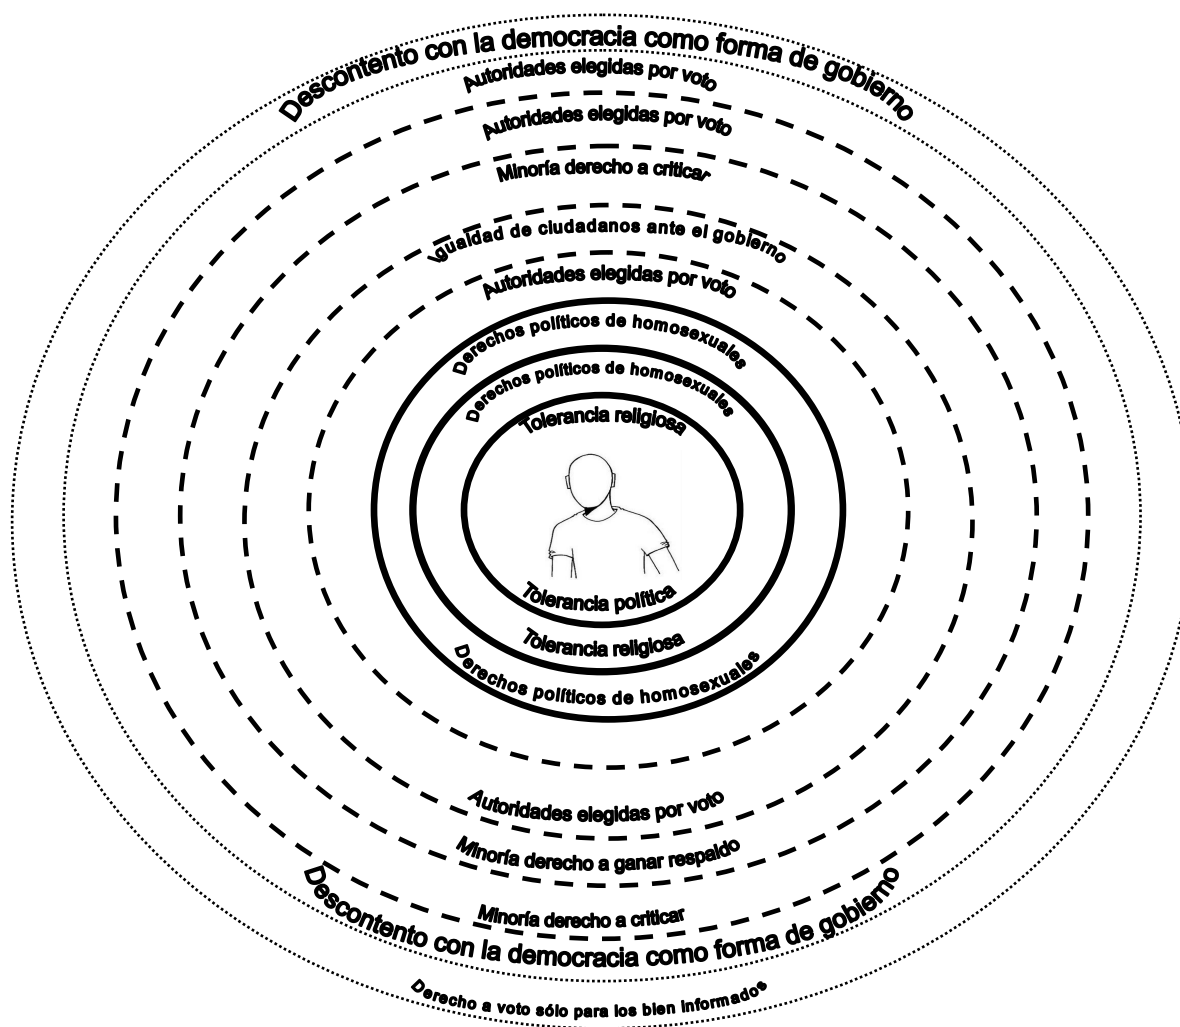 Descontento con la democracia como forma de gobierno
Autoridades elegidas por voto
Autoridades elegidas por voto
Minoría derecho a criticar
Igualdad de ciudadanos ante el gobierno
Autoridades elegidas por voto
Derechos políticos de homosexuales
Derechos políticos de homosexuales
Tolerancia religiosa
Tolerancia política
Tolerancia religiosa
Derechos políticos de homosexuales
Autoridades elegidas por voto
Minoría derecho a ganar respaldo
Minoría derecho a criticar
Descontento con la democracia como forma de gobierno
Derecho a voto sólo para los bien informados